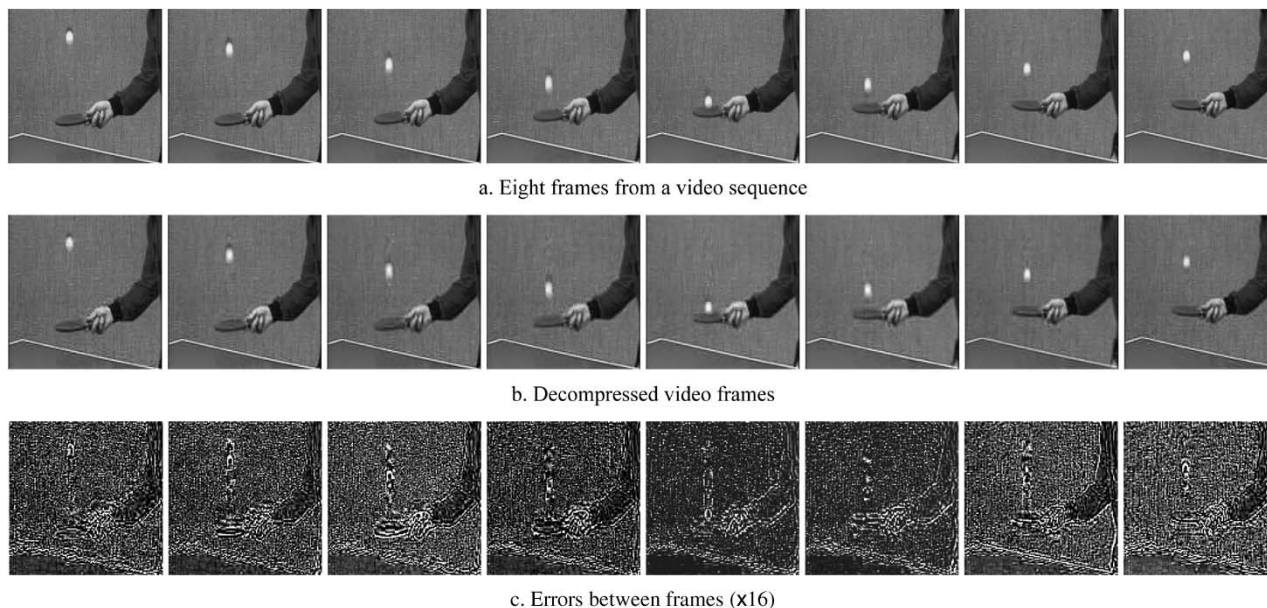 a. Eight frames from a video sequence
b. Decompressed video frames
c. Errors between frames (x16)